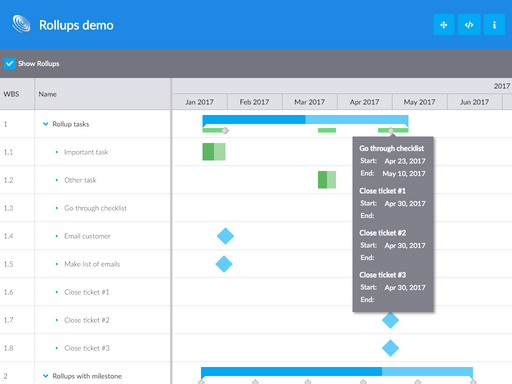 Rollups demo
Show Rollups
WBS
Name
2017
Jan 2017
Feb 2017
Mar 2017
Apr 2017
May 2017
Jun 2017
1
Rollup tasks
1.1
Important task
1.2
Other task
1.3
Go through checklist
1.4
Email customer
1.5
Make list of emails
1.6
Close ticket #1
1.7
Close ticket #2
1.8
Close ticket #3
2
Rollups with milestone
Go through checklist
Start: Apr 23, 2017
End: May 10, 2017
Close ticket #1
Start: Apr 30, 2017
End:
Close ticket #2
Start: Apr 30, 2017
End:
Close ticket #3
Start: Apr 30, 2017
End: